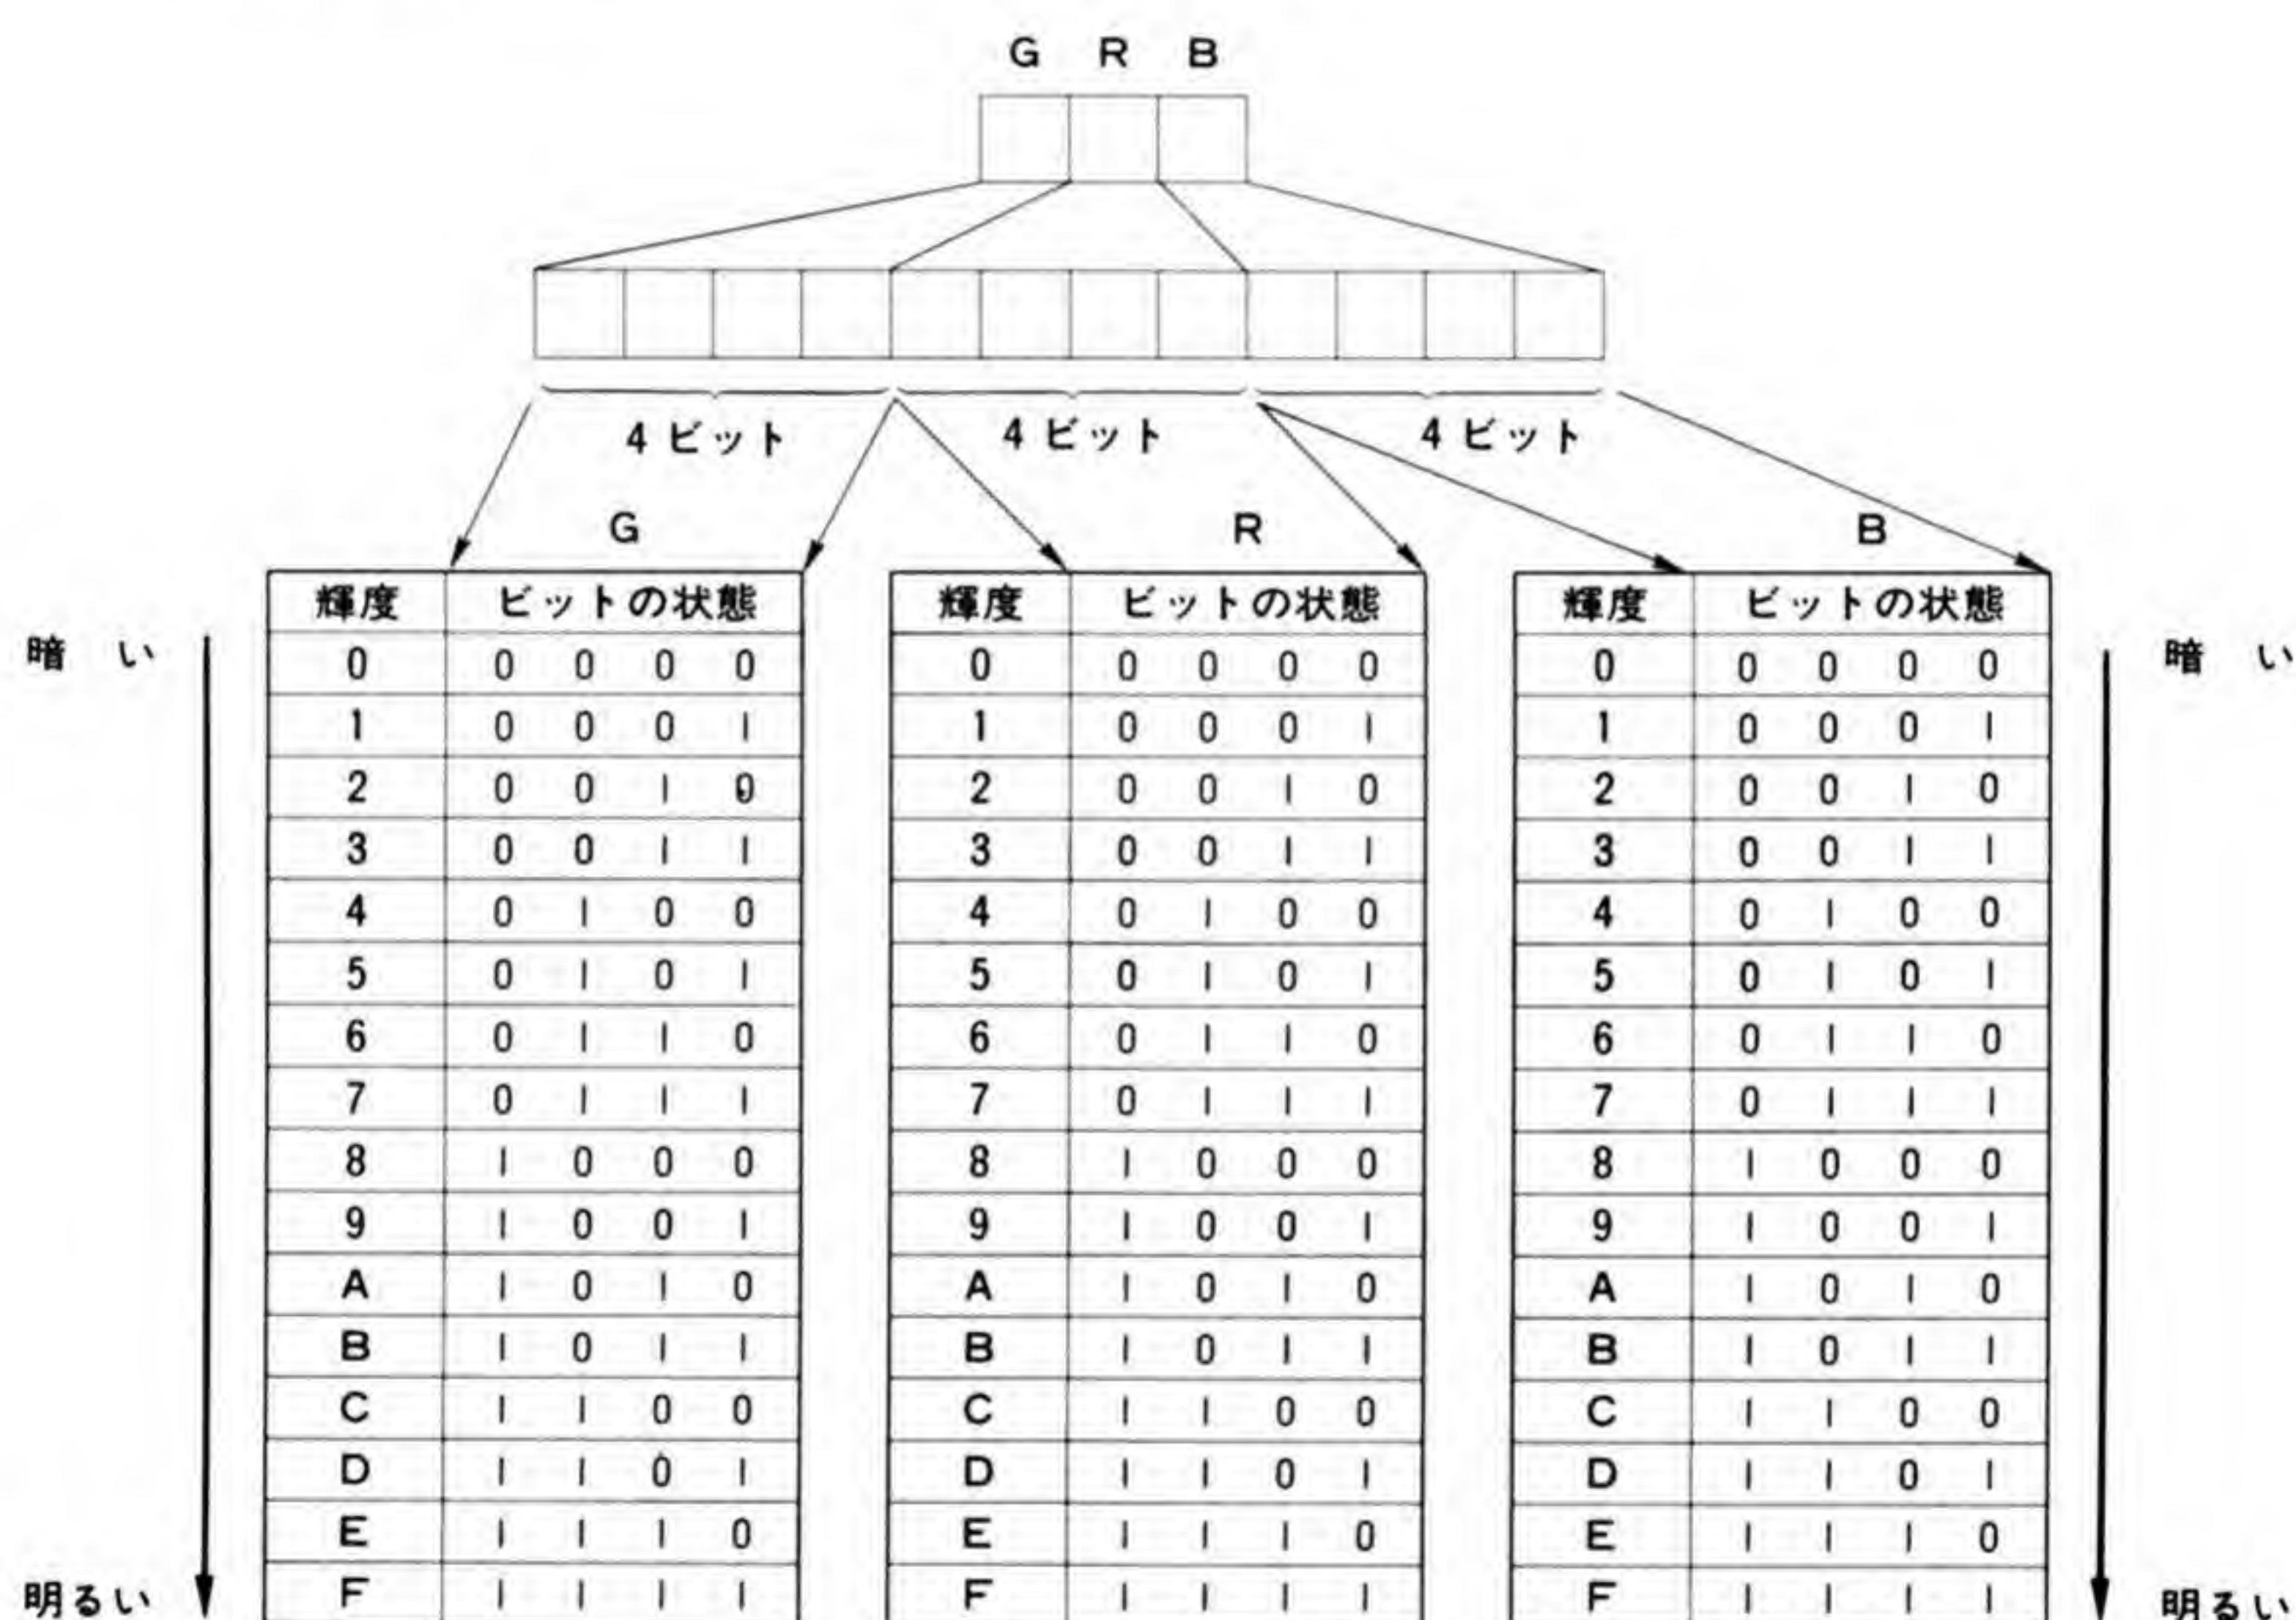 G R B
4 ビット 4 ビット 4 ビット
G R B
輝度 ビットの状態 輝度 ビットの状態 輝度 ビットの状態
暗 い 0 0 0 0 0 0 0 0 0 0 0 0 0 0 0 暗 い
1 0 0 0 1 1 0 0 0 1 1 0 0 0 1
2 0 0 1 0 2 0 0 1 0 2 0 0 1 0
3 0 0 1 1 3 0 0 1 1 3 0 0 1 1
4 0 1 0 0 4 0 1 0 0 4 0 1 0 0
5 0 1 0 1 5 0 1 0 1 5 0 1 0 1
6 0 1 1 0 6 0 1 1 0 6 0 1 1 0
7 0 1 1 1 7 0 1 1 1 7 0 1 1 1
8 1 0 0 0 8 1 0 0 0 8 1 0 0 0
9 1 0 0 1 9 1 0 0 1 9 1 0 0 1
A 1 0 1 0 A 1 0 1 0 A 1 0 1 0
B 1 0 1 1 B 1 0 1 1 B 1 0 1 1
C 1 1 0 0 C 1 1 0 0 C 1 1 0 0
D 1 1 0 1 D 1 1 0 1 D 1 1 0 1
E 1 1 1 0 E 1 1 1 0 E 1 1 1 0
明るい F 1 1 1 1 F 1 1 1 1 F 1 1 1 1 明るい